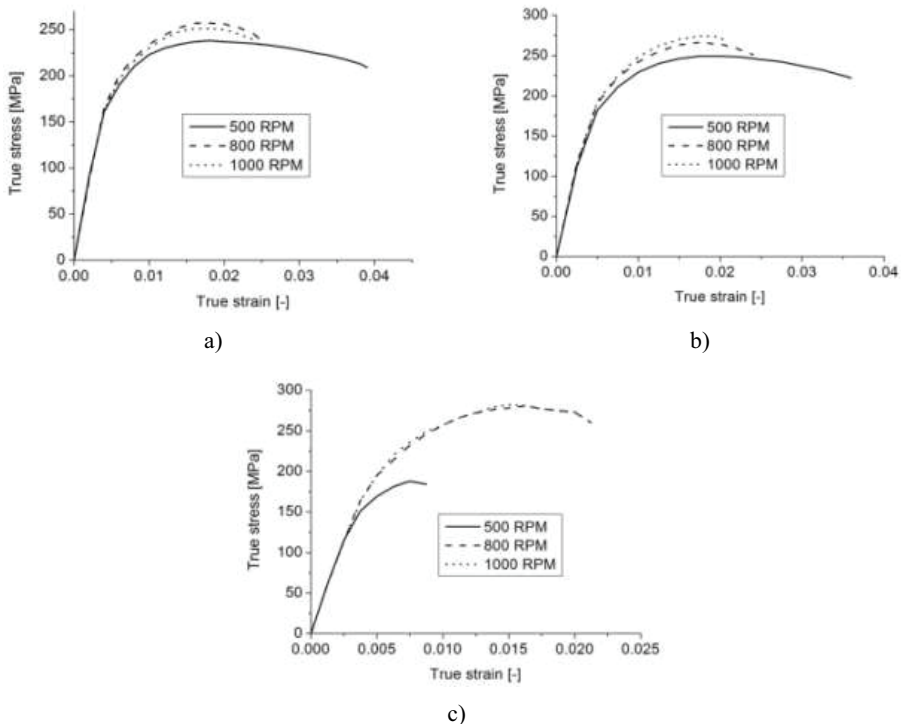 250
200
150
100
50
0
True stress [MPa]
500 RPM
800 RPM
1000 RPM
0.00 0.01 0.02 0.03 0.04
True strain [-]
a)
300
250
200
150
100
50
0
True stress [MPa]
500 RPM
800 RPM
1000 RPM
0.00 0.01 0.02 0.03 0.04
True strain [-]
b)
300
250
200
150
100
50
0
True stress [MPa]
500 RPM
800 RPM
1000 RPM
0.000 0.005 0.010 0.015 0.020 0.025
True strain [-]
c)